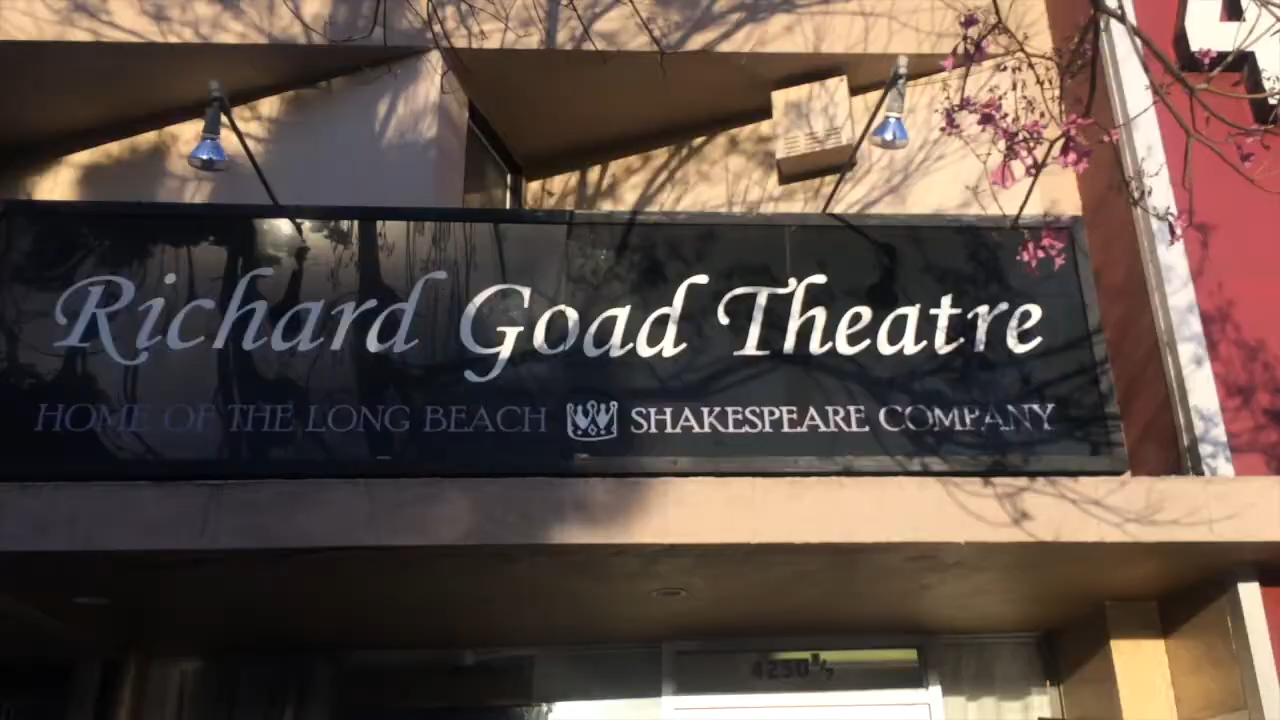 Richard Goad Theatre
HOME OF THE LONG BEACH SHAKESPEARE COMPANY
4250½